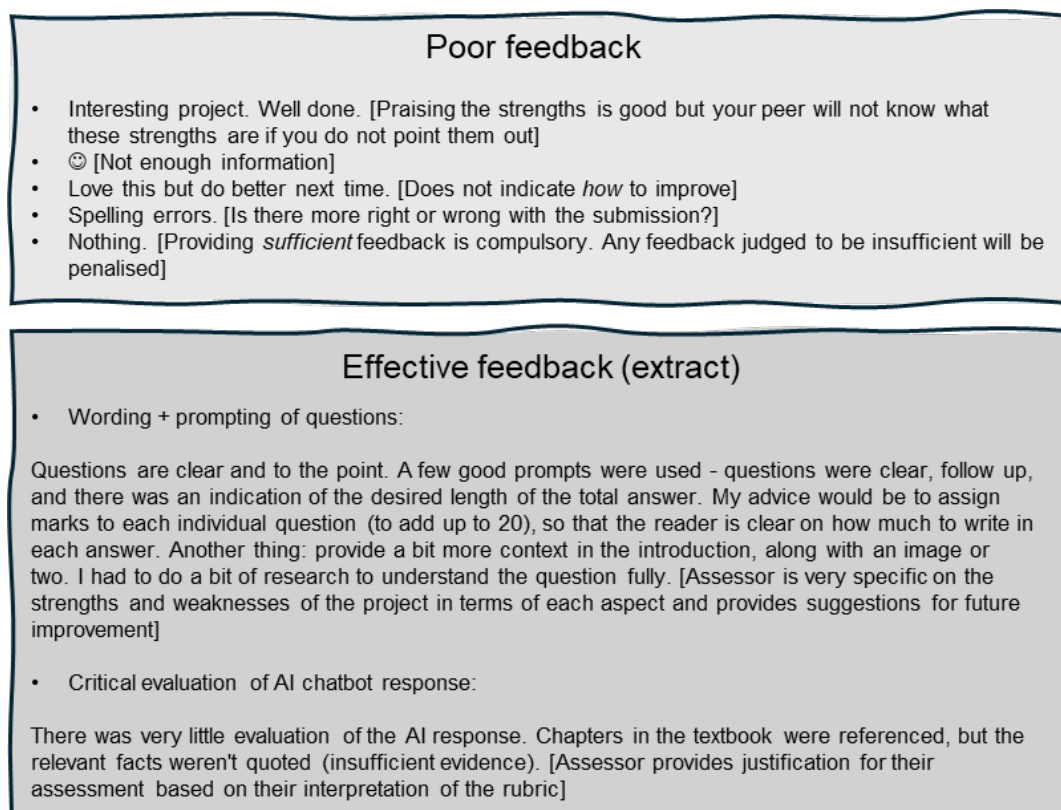 Poor feedback
• Interesting project. Well done. [Praising the strengths is good but your peer will not know what
these strengths are if you do not point them out]
• ☺ [Not enough information]
• Love this but do better next time. [Does not indicate how to improve]
• Spelling errors. [Is there more right or wrong with the submission?]
• Nothing. [Providing sufficient feedback is compulsory. Any feedback judged to be insufficient will be
penalised]
Effective feedback (extract)
• Wording + prompting of questions:
Questions are clear and to the point. A few good prompts were used - questions were clear, follow up,
and there was an indication of the desired length of the total answer. My advice would be to assign
marks to each individual question (to add up to 20), so that the reader is clear on how much to write in
each answer. Another thing: provide a bit more context in the introduction, along with an image or
two. I had to do a bit of research to understand the question fully. [Assessor is very specific on the
strengths and weaknesses of the project in terms of each aspect and provides suggestions for future
improvement]
• Critical evaluation of AI chatbot response:
There was very little evaluation of the AI response. Chapters in the textbook were referenced, but the
relevant facts weren't quoted (insufficient evidence). [Assessor provides justification for their
assessment based on their interpretation of the rubric]